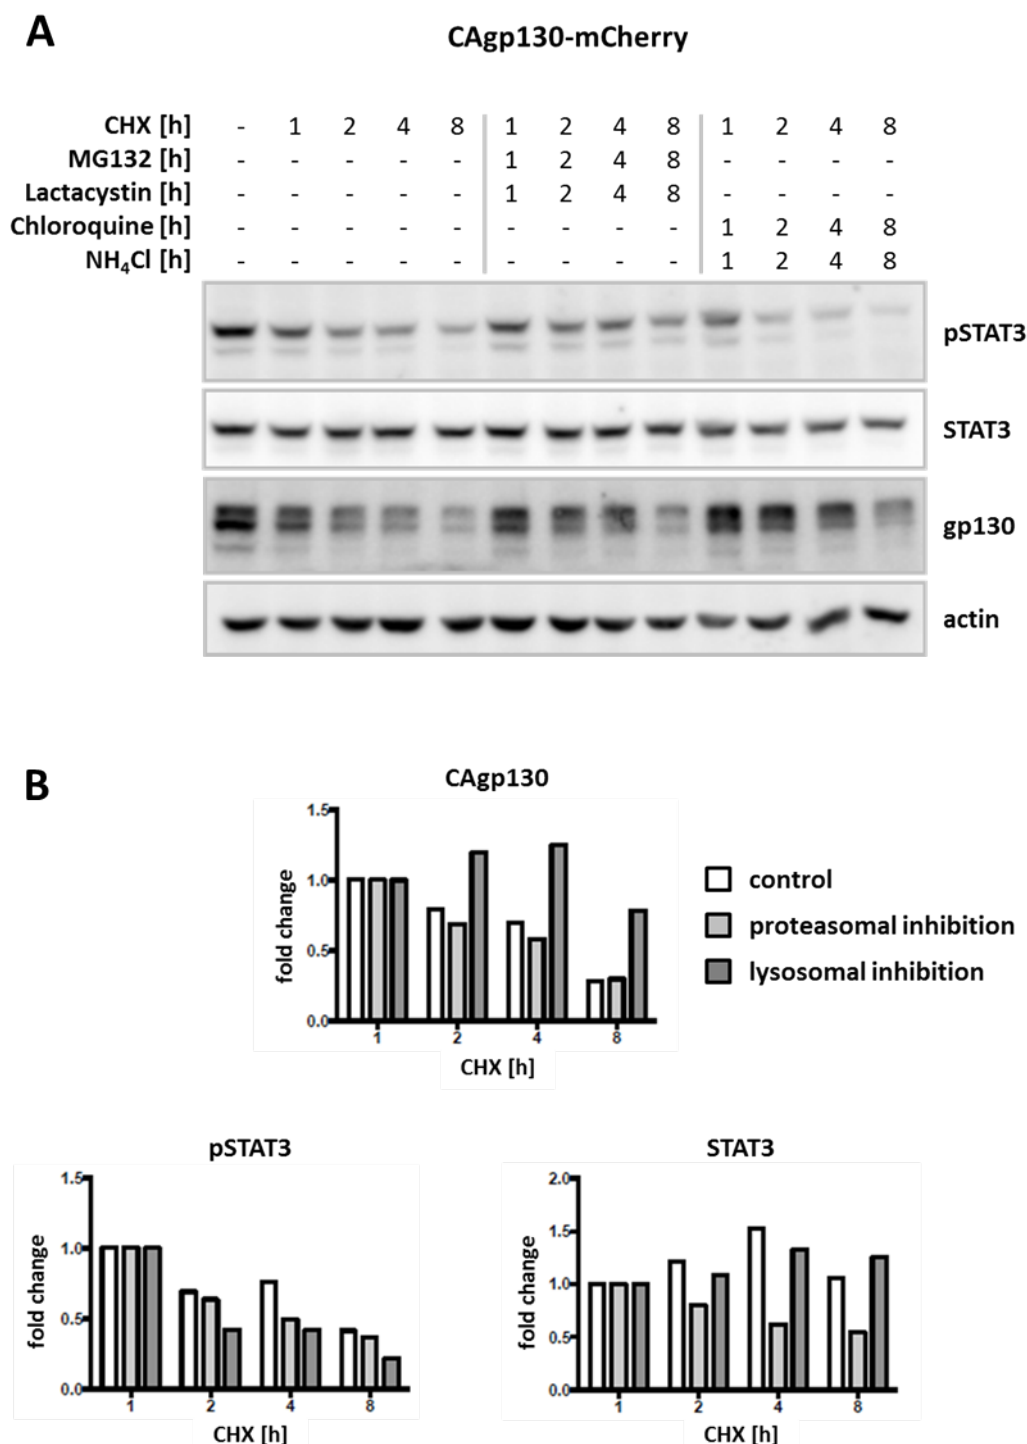 A
CAgp130-mCherry
CHX [h] - 1 2 4 8 1 2 4 8 1 2 4 8
MG132 [h] - - - - - 1 2 4 8 - - - -
Lactacystin [h] - - - - - 1 2 4 8 - - - -
Chloroquine [h] - - - - - - - - - 1 2 4 8
NH₄Cl [h] - - - - - - - - - 1 2 4 8
pSTAT3
STAT3
gp130
actin
B
CAgp130
1.5
1.0
0.5
0.0
fold change
1 2 4 8
CHX [h]
control
proteasomal inhibition
lysosomal inhibition
pSTAT3
1.5
1.0
0.5
0.0
fold change
1 2 4 8
CHX [h]
STAT3
2.0
1.5
1.0
0.5
0.0
fold change
1 2 4 8
CHX [h]